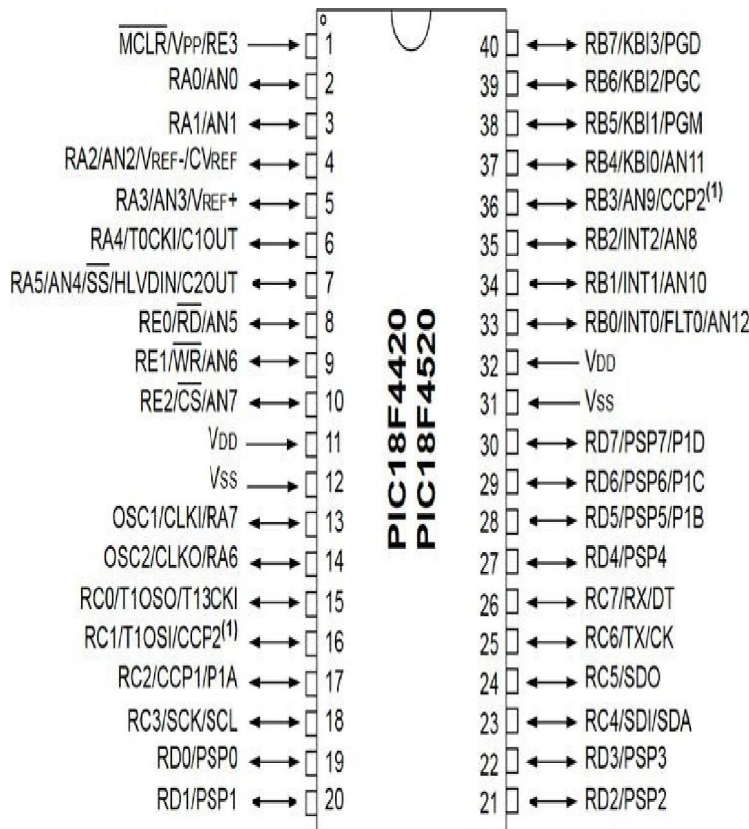 MCLR/VPP/RE3 1 40 RB7/KBI3/PGD
RA0/AN0 2 39 RB6/KBI2/PGC
RA1/AN1 3 38 RB5/KBI1/PGM
RA2/AN2/VREF-/CVREF 4 37 RB4/KBI0/AN11
RA3/AN3/VREF+ 5 36 RB3/AN9/CCP2(1)
RA4/T0CKI/C1OUT 6 35 RB2/INT2/AN8
RA5/AN4/SS/HLVDIN/C2OUT 7 34 RB1/INT1/AN10
RE0/RD/AN5 8 33 RB0/INT0/FLT0/AN12
RE1/WR/AN6 9 32 VDD
RE2/CS/AN7 10 31 VSS
VDD 11 30 RD7/PSP7/P1D
VSS 12 29 RD6/PSP6/P1C
OSC1/CLKI/RA7 13 28 RD5/PSP5/P1B
OSC2/CLKO/RA6 14 27 RD4/PSP4
RC0/T1OSO/T13CKI 15 26 RC7/RX/DT
RC1/T1OSI/CCP2(1) 16 25 RC6/TX/CK
RC2/CCP1/P1A 17 24 RC5/SDO
RC3/SCK/SCL 18 23 RC4/SDI/SDA
RD0/PSP0 19 22 RD3/PSP3
RD1/PSP1 20 21 RD2/PSP2
PIC18F4420
PIC18F4520